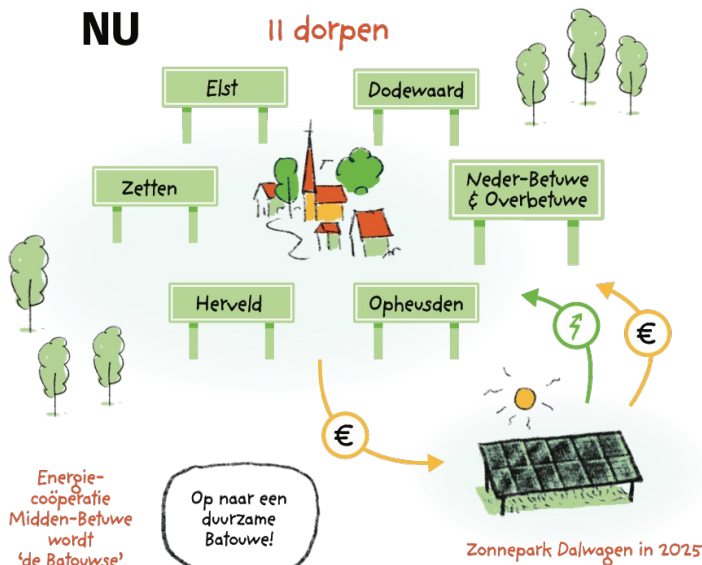 NU
11 dorpen
Elst
Dodewaard
Zetten
Neder-Betuwe
& Overbetuwe
Herveld
Opheusden
€
€
Energie-
coöperatie
Midden-Betuwe
wordt
'de Batouwse'
Op naar een
duurzame
Batouwe!
Zonnepark Dalwagen in 2025